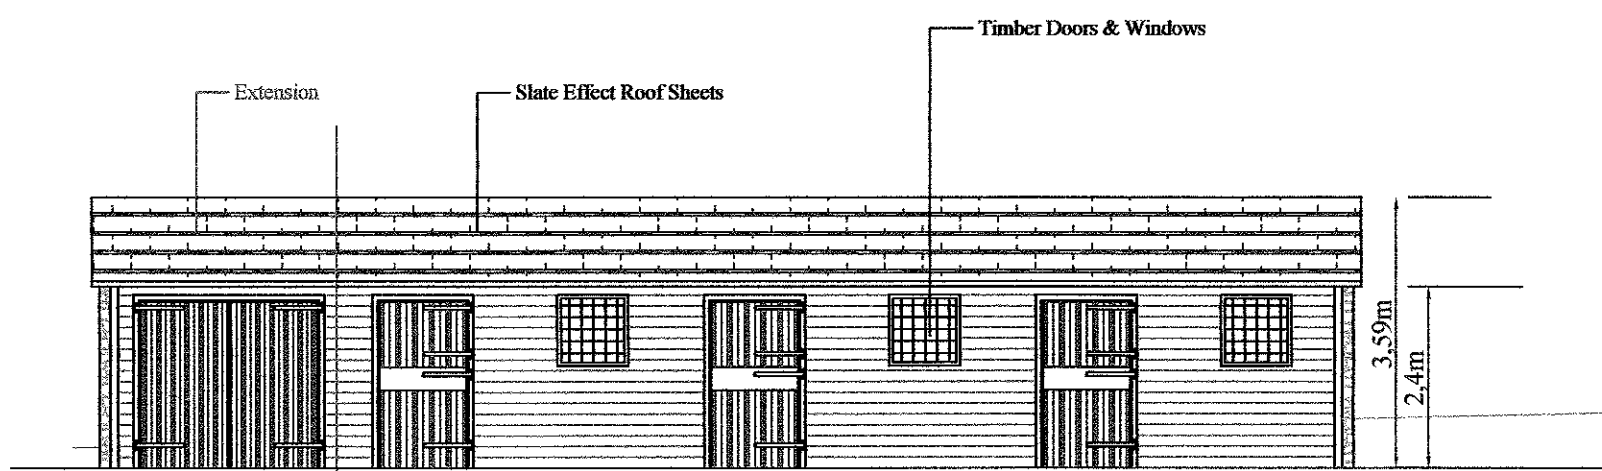 Timber Doors & Windows
Extension
Slate Effect Roof Sheets
3,59m
2,4m